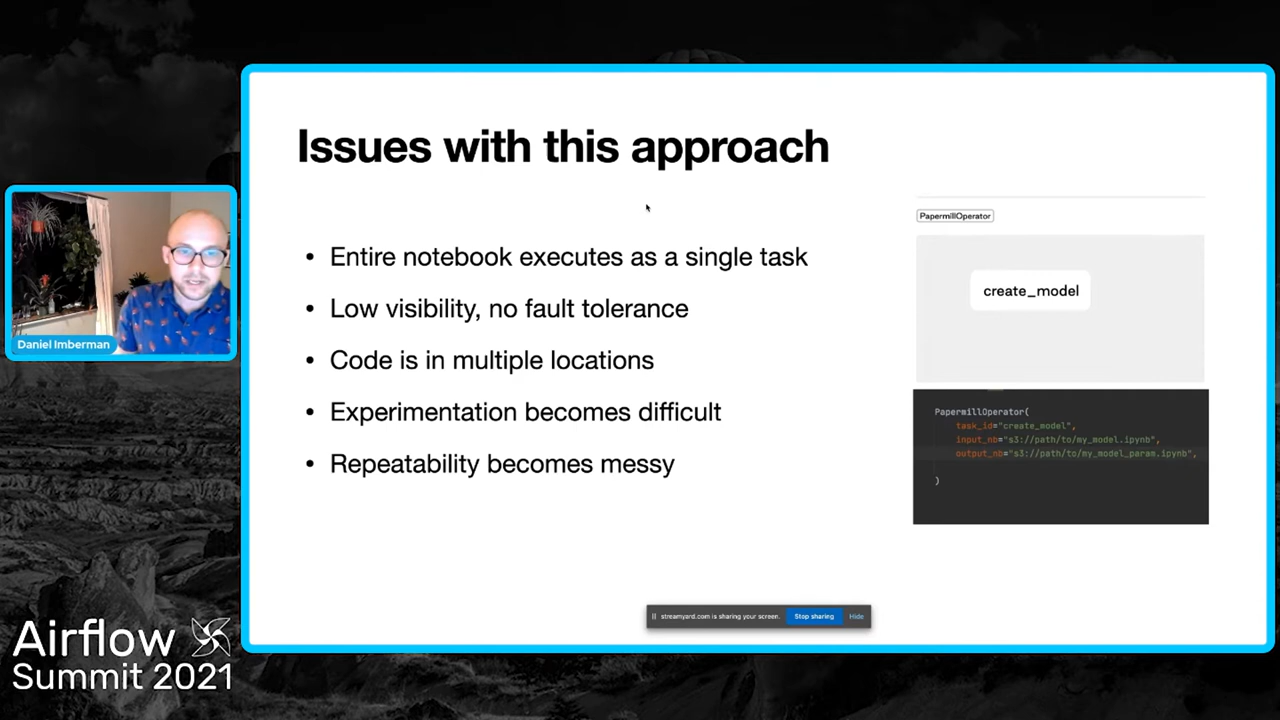 Issues with this approach
Entire notebook executes as a single task
Low visibility, no fault tolerance
Code is in multiple locations
Experimentation becomes difficult
Repeatability becomes messy
PapermillOperator
create_model
PapermillOperator(
task_id="create_model",
input_nb="s3://path/to/my_model.ipynb",
output_nb="s3://path/to/my_model_param.ipynb",
)
Daniel Imberman
streamyard.com is sharing your screen. Stop sharing Hide
Airflow
Summit 2021